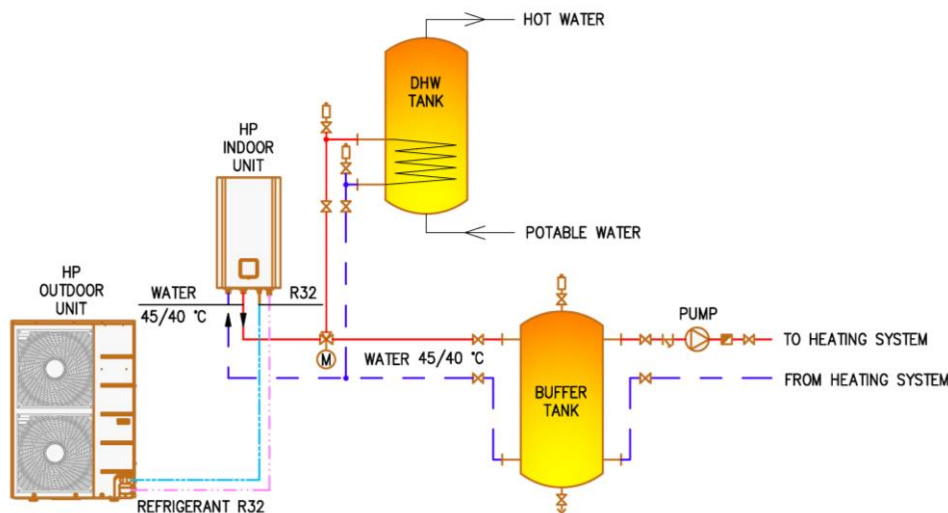 HOT WATER
DHW
TANK
HP
INDOOR
UNIT
POTABLE WATER
HP
OUTDOOR
UNIT
WATER
R32
45/40 °C
PUMP
M
WATER 45/40 °C
TO HEATING SYSTEM
FROM HEATING SYSTEM
BUFFER
TANK
REFRIGERANT R32